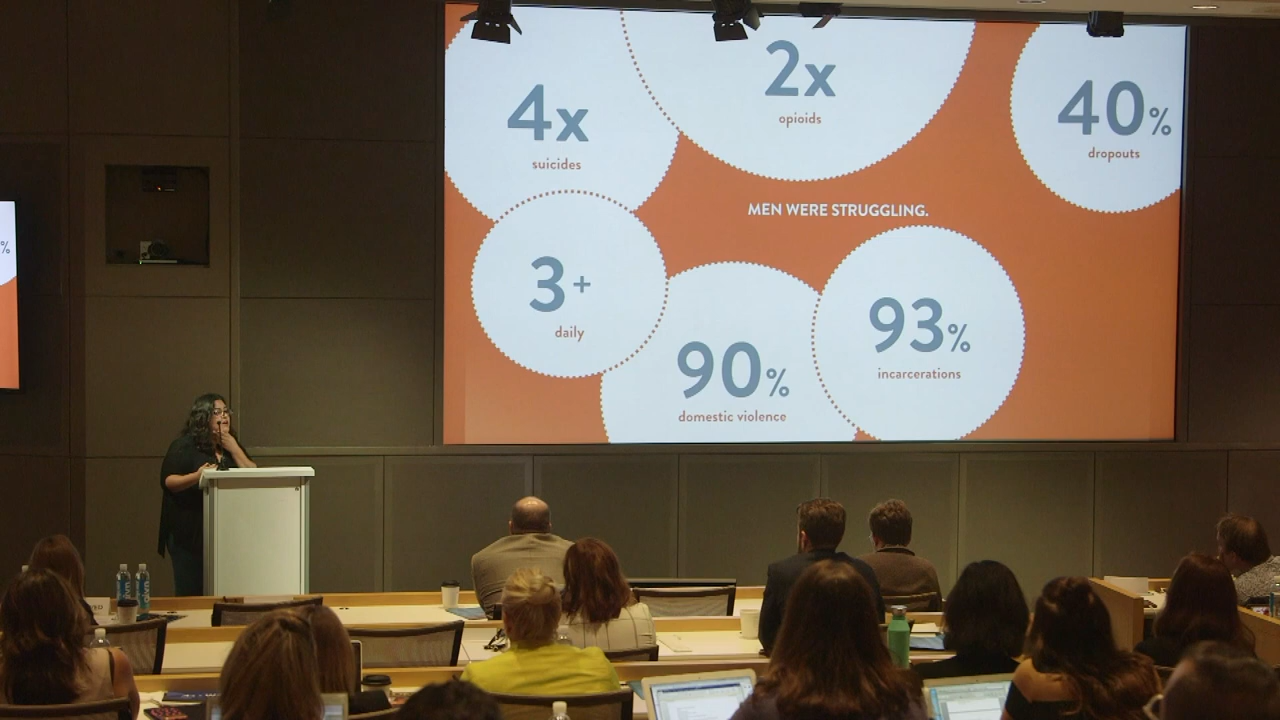 2x
opioids
4x
suicides
40%
dropouts
MEN WERE STRUGGLING.
3+
daily
93%
incarcerations
90%
domestic violence
%